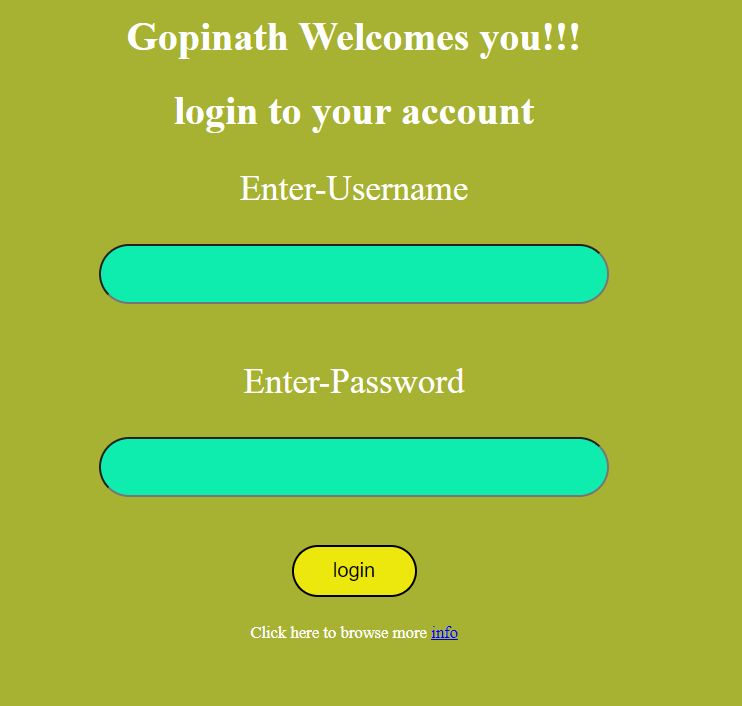 Gopinath Welcomes you!!!
login to your account
Enter-Username
Enter-Password
login
Click here to browse more info